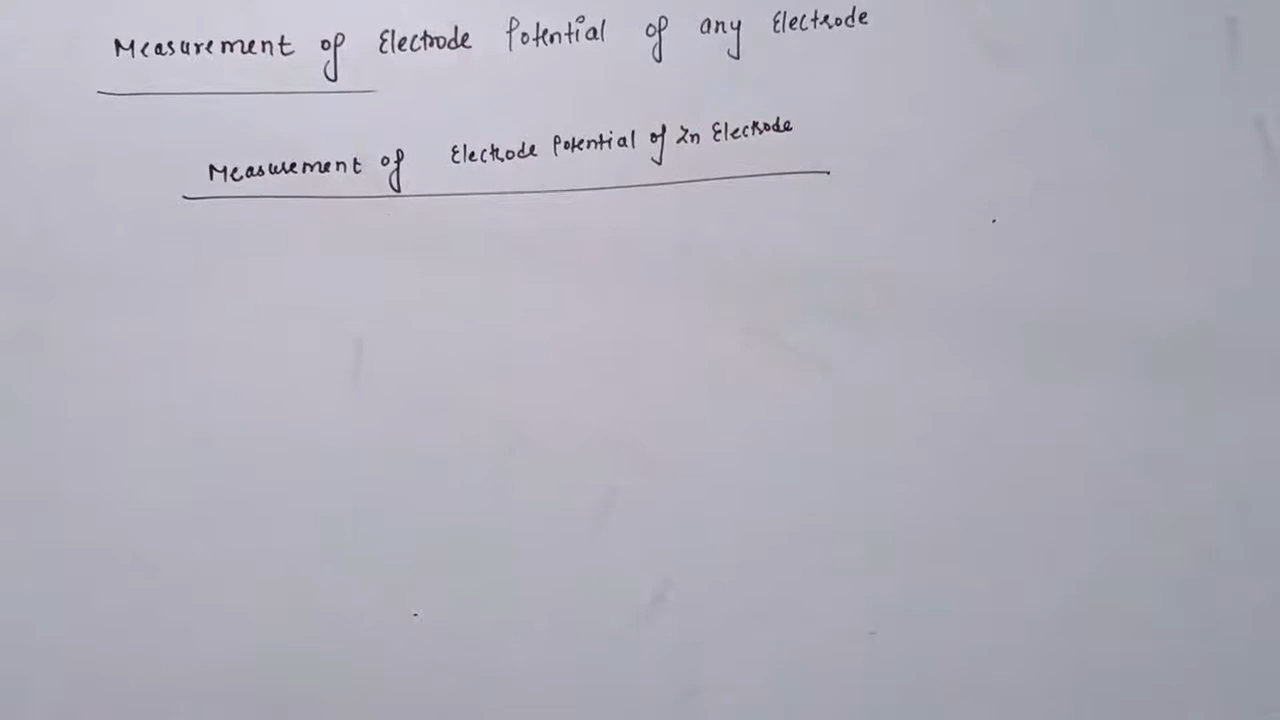 Measurement of Electrode Potential of any Electrode
Measurement of Electrode Potential of Zn Electrode